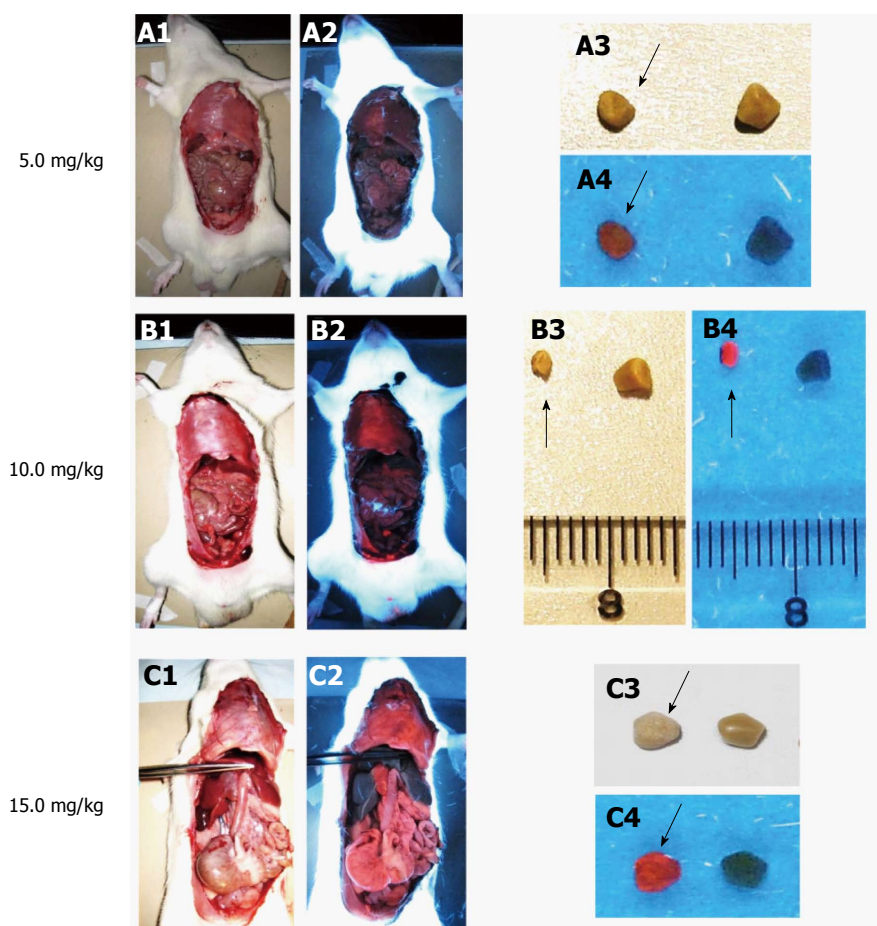 A1 A2 A3
5.0 mg/kg
A4
B1 B2 B3 B4
10.0 mg/kg
8 8
C1 C2 C3
15.0 mg/kg
C4